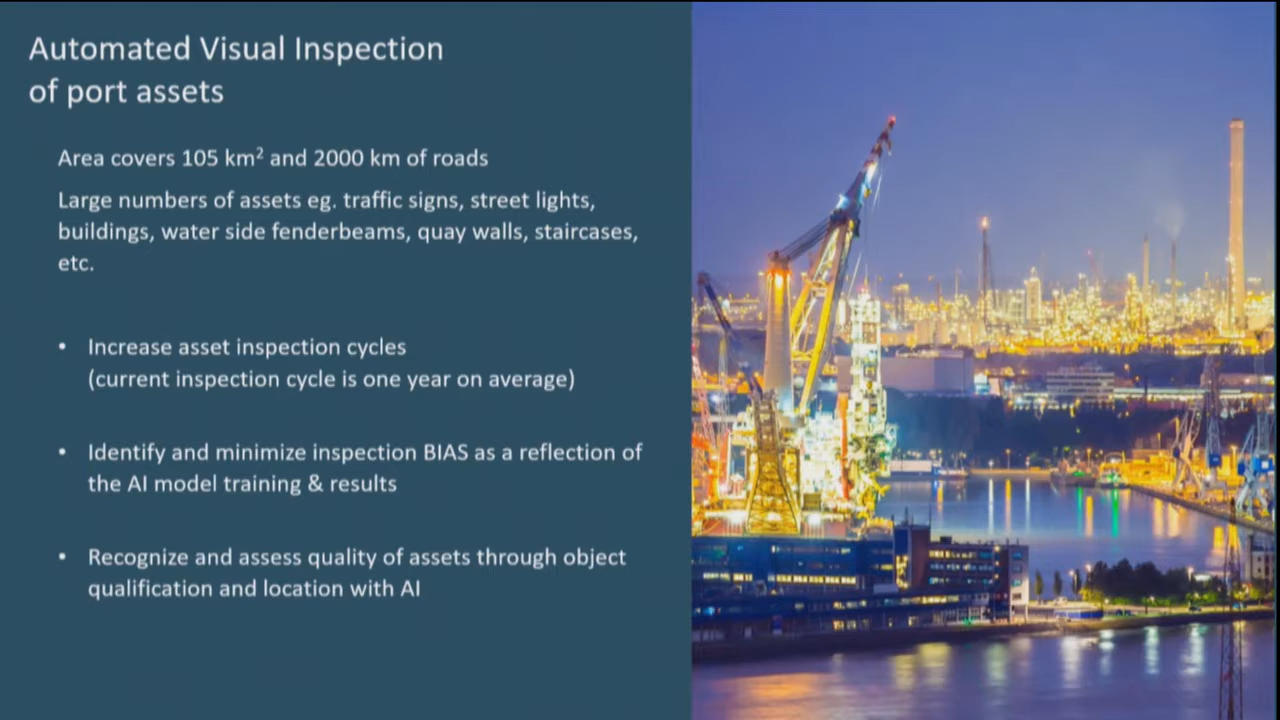 Automated Visual Inspection
of port assets
Area covers 105 km² and 2000 km of roads
Large numbers of assets eg. traffic signs, street lights,
buildings, water side fenderbeams, quay walls, staircases,
etc.
• Increase asset inspection cycles
(current inspection cycle is one year on average)
• Identify and minimize inspection BIAS as a reflection of
the AI model training & results
• Recognize and assess quality of assets through object
qualification and location with AI